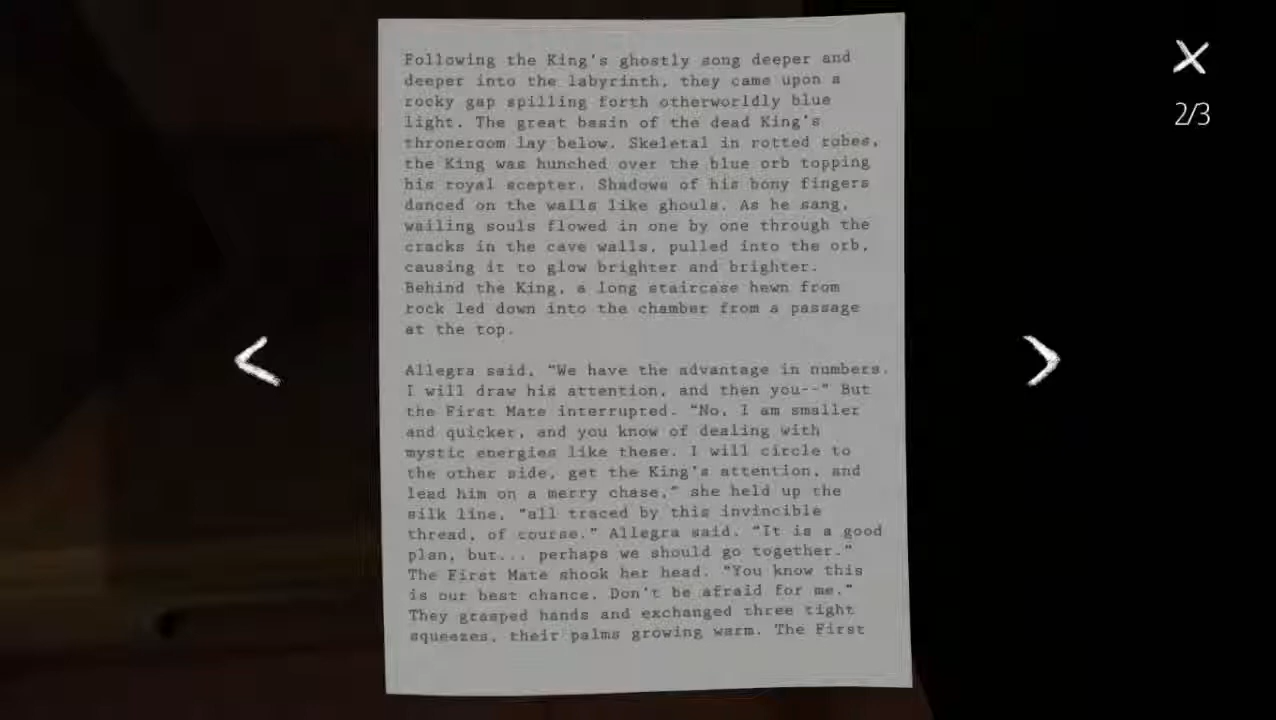 Following the King's ghostly song deeper and
deeper into the labyrinth, they came upon a
rocky gap spilling forth otherworldly blue
light. The great basin of the dead King's
throneroom lay below. Skeletal in rotted robes,
the King was hunched over the blue orb topping
his royal scepter. Shadows of his bony fingers
danced on the walls like ghouls. As he sang,
wailing souls flowed in one by one through the
cracks in the cave walls, pulled into the orb,
causing it to glow brighter and brighter.
Behind the King, a long staircase hewn from
rock led down into the chamber from a passage
at the top.
Allegra said, "We have the advantage in numbers.
I will draw his attention, and then you--" But
the First Mate interrupted. "No, I am smaller
and quicker, and you know of dealing with
mystic energies like these. I will circle to
the other side, get the King's attention, and
lead him on a merry chase," she held up the
silk line, "all traced by this invincible
thread, of course." Allegra said, "It is a good
plan, but... perhaps we should go together."
The First Mate shook her head. "You know this
is our best chance. Don't be afraid for me."
They grasped hands and exchanged three tight
squeezes, their palms growing warm. The First
2/3